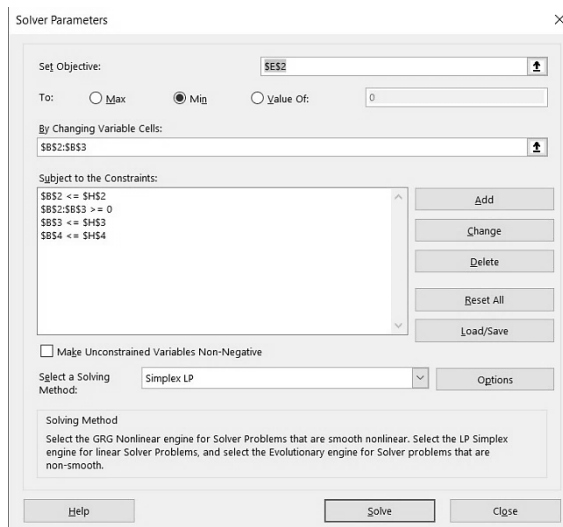 Solver Parameters
Set Objective: $E$2
To: Max Min Value Of: 0
By Changing Variable Cells:
$B$2:$B$3
Subject to the Constraints:
$B$2 <= $H$2
$B$2:$B$3 >= 0
$B$3 <= $H$3
$B$4 <= $H$4
Add
Change
Delete
Reset All
Load/Save
Make Unconstrained Variables Non-Negative
Select a Solving Method: Simplex LP Options
Solving Method
Select the GRG Nonlinear engine for Solver Problems that are smooth nonlinear. Select the LP Simplex
engine for linear Solver Problems, and select the Evolutionary engine for Solver problems that are
non-smooth.
Help Solve Close